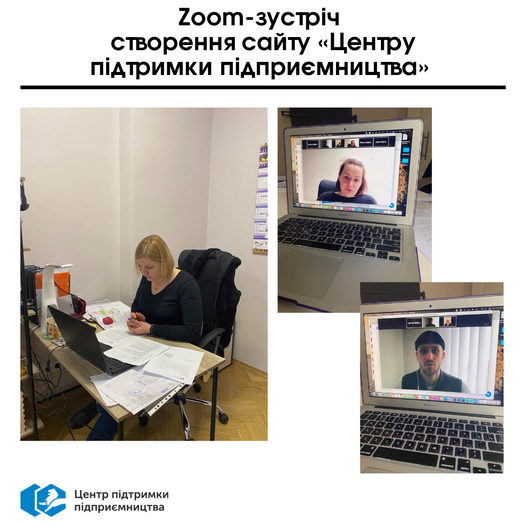 Zoom-зустріч
створення сайту «Центру
підтримки підприємництва»
Центр підтримки
підприємництва